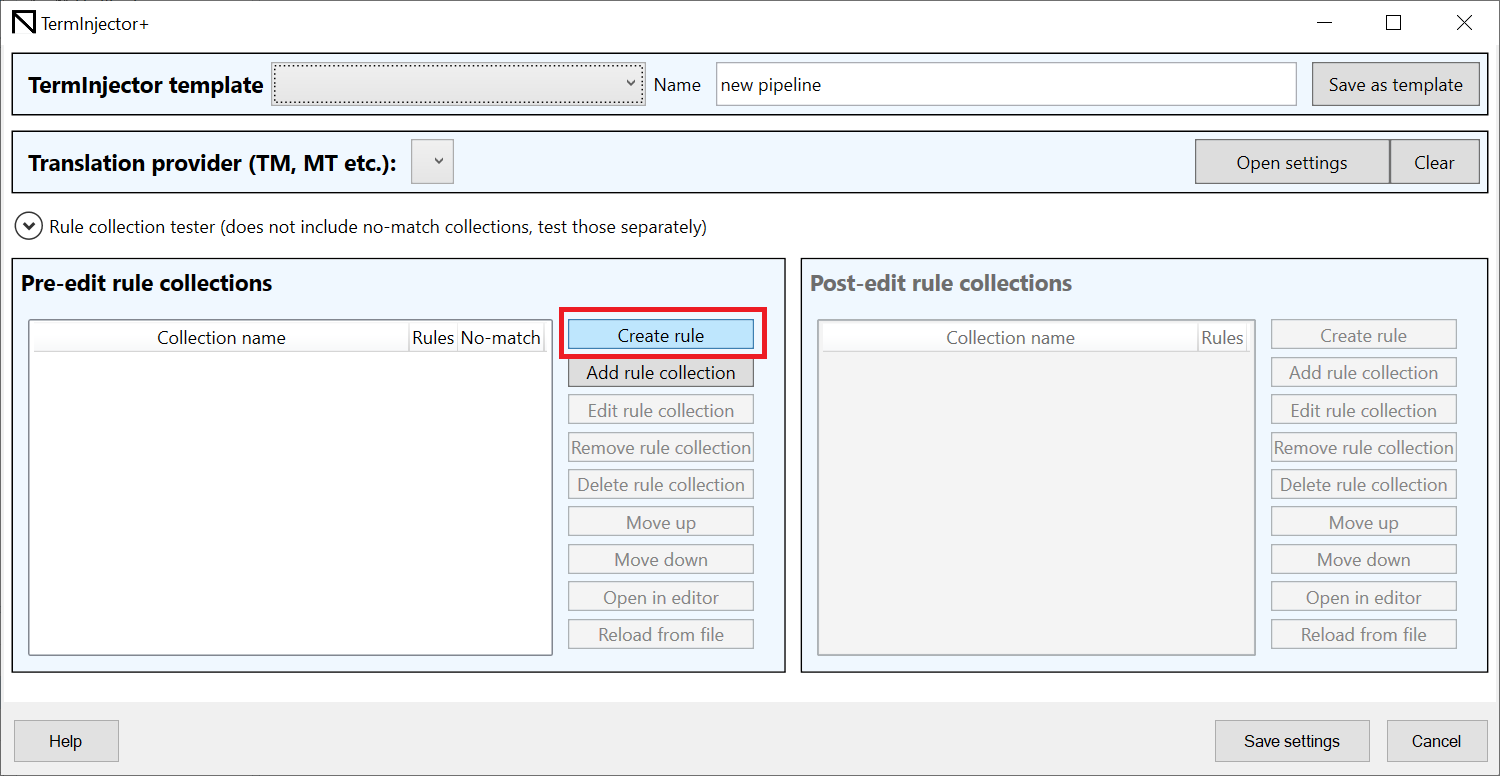 TermInjector+
TermInjector template Name new pipeline Save as template
Translation provider (TM, MT etc.): Open settings Clear
Rule collection tester (does not include no-match collections, test those separately)
Pre-edit rule collections
Collection name Rules No-match
Create rule
Add rule collection
Edit rule collection
Remove rule collection
Delete rule collection
Move up
Move down
Open in editor
Reload from file
Post-edit rule collections
Collection name Rules
Create rule
Add rule collection
Edit rule collection
Remove rule collection
Delete rule collection
Move up
Move down
Open in editor
Reload from file
Help Save settings Cancel